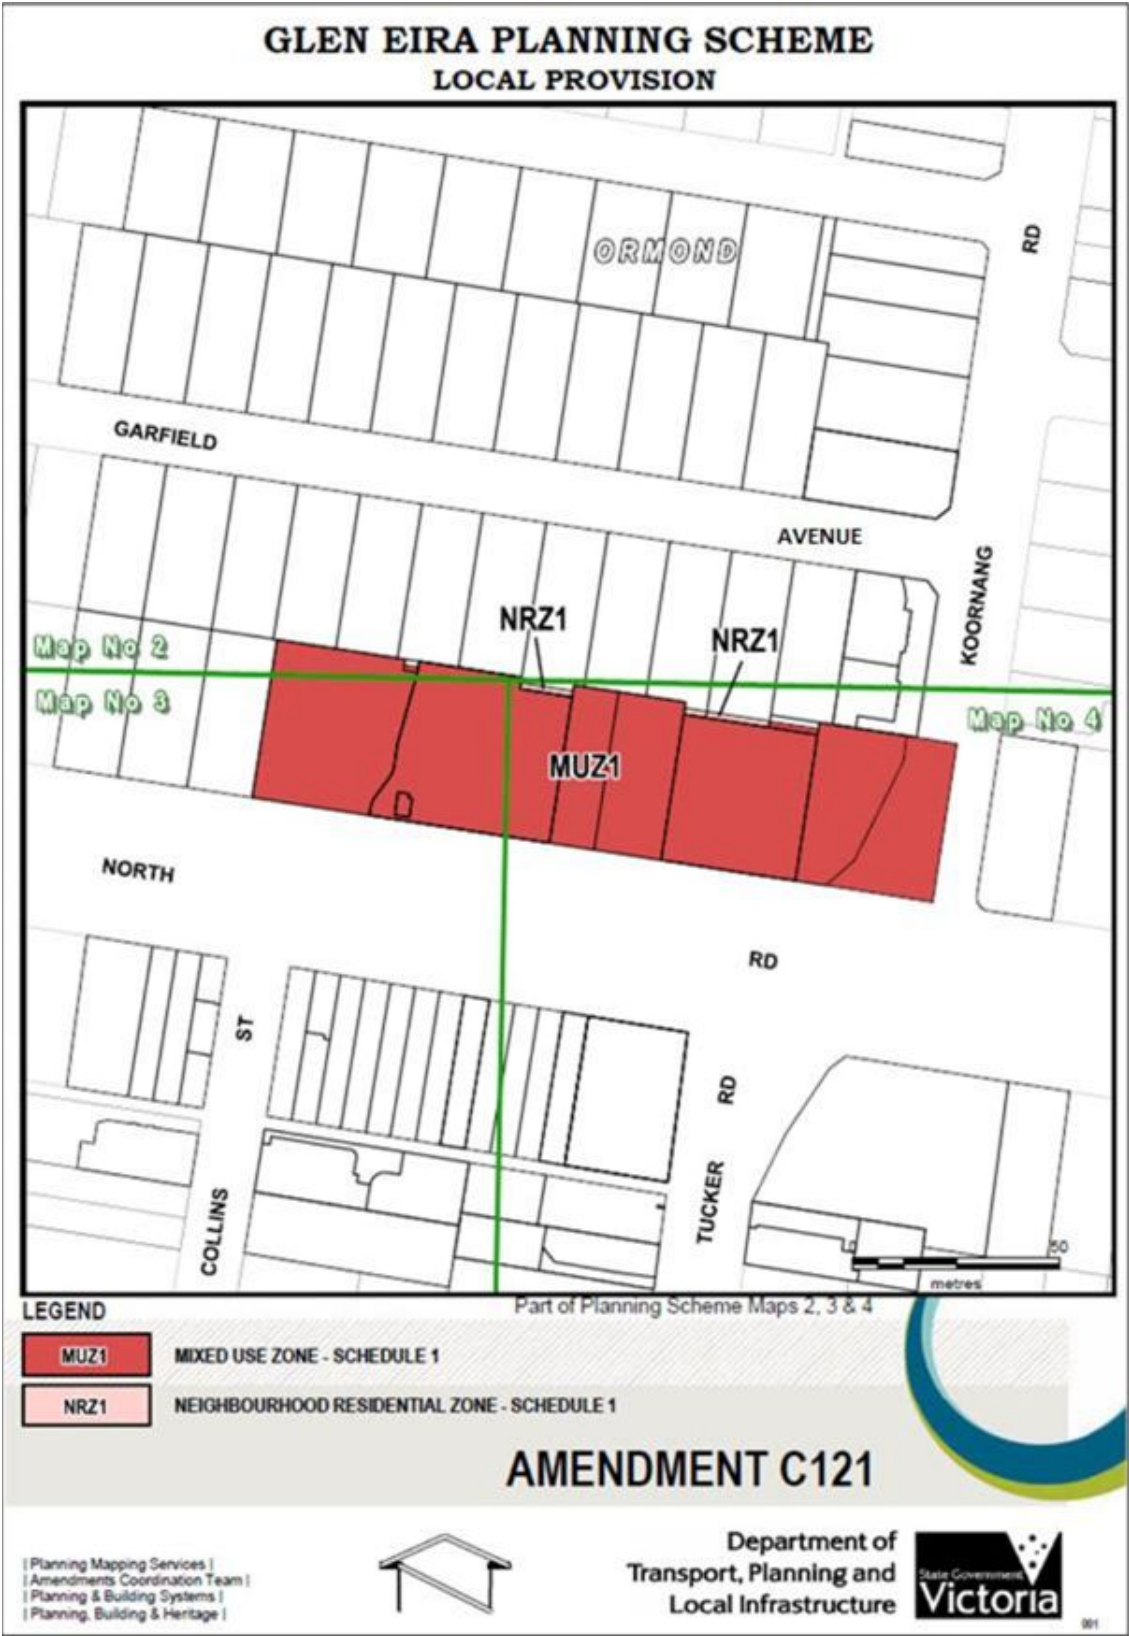 GLEN EIRA PLANNING SCHEME
LOCAL PROVISION
RD
ORMOND
GARFIELD
AVENUE
KOORNANG
NRZ1
NRZ1
Map No 2
Map No 3
Map No 4
MUZ1
NORTH
RD
ST
RD
COLLINS
TUCKER
0
50
metres
LEGEND
Part of Planning Scheme Maps 2, 3 & 4
MUZ1 MIXED USE ZONE - SCHEDULE 1
NRZ1 NEIGHBOURHOOD RESIDENTIAL ZONE - SCHEDULE 1
AMENDMENT C121
| Planning Mapping Services |
| Amendments Coordination Team |
| Planning & Building Systems |
| Planning, Building & Heritage |
Department of
Transport, Planning and
Local Infrastructure
State Government
Victoria
001